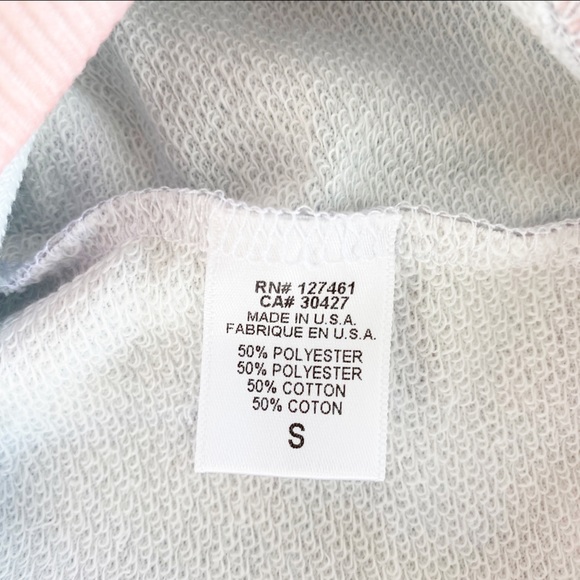 RN# 127461
CA# 30427
MADE IN U.S.A.
FABRIQUE EN U.S.A.
50% POLYESTER
50% POLYESTER
50% COTTON
50% COTON
S